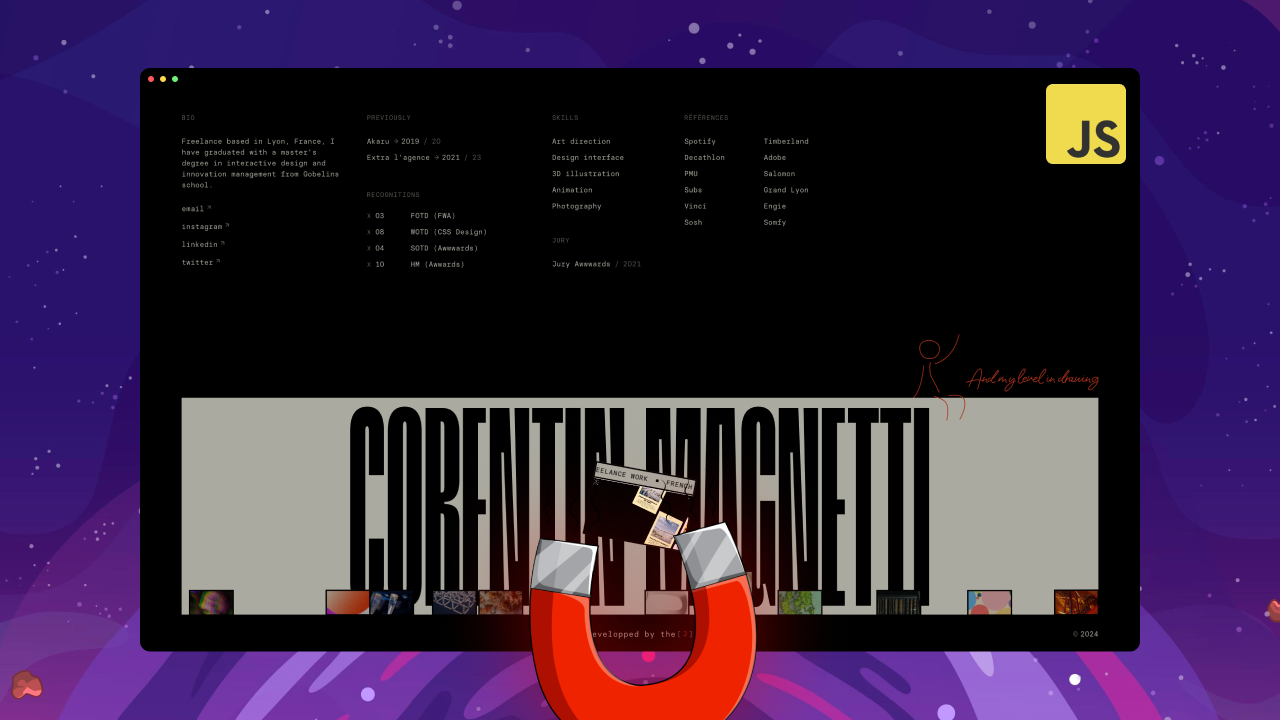 JS
BIO
Freelance based in Lyon, France, I
have graduated with a master's
degree in interactive design and
innovation management from Gobelins
school.
email ↗
instagram ↗
linkedin ↗
twitter ↗
PREVIOUSLY
Akaru → 2019 / 20
Extra l'agence → 2021 / 23
RECOGNITIONS
x 03 FOTD (FWA)
x 08 WOTD (CSS Design)
x 04 SOTD (Awwwards)
x 10 HM (Awwards)
SKILLS
Art direction
Design interface
3D illustration
Animation
Photography
JURY
Jury Awwwards / 2021
RÉFÉRENCES
Spotify Timberland
Decathlon Adobe
PMU Salomon
Subs Grand Lyon
Vinci Engie
Sosh Somfy
And my level in drawing
CORENTIN MAGNETTI
EELANCE WORK • FRENCH
evelopped by the[J]
© 2024